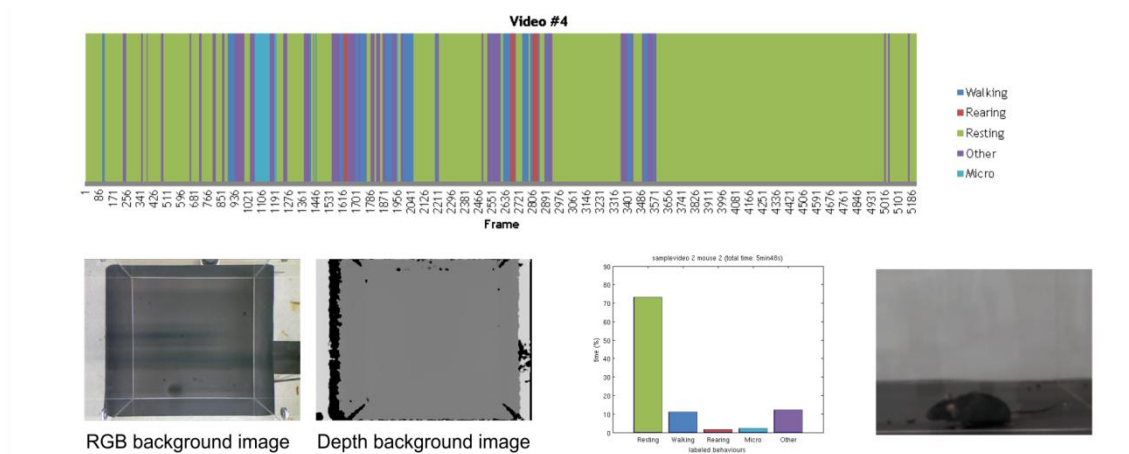 Video #4
Walking
Rearing
Resting
Other
Micro
1 86 171 256 341 426 511 596 681 766 851 936 1021 1106 1191 1276 1361 1446 1531 1616 1701 1786 1871 1956 2041 2126 2211 2296 2381 2466 2551 2636 2721 2806 2891 2976 3061 3146 3231 3316 3401 3486 3571 3656 3741 3826 3911 3996 4081 4166 4251 4336 4421 4506 4591 4676 4761 4846 4931 5016 5101 5186
Frame
samplevideo 2 mouse 2 (total time: 5min48s)
90
80
70
60
50
40
30
20
10
0
time (%)
Resting Walking Rearing Micro Other
labeled behaviours
RGB background image Depth background image